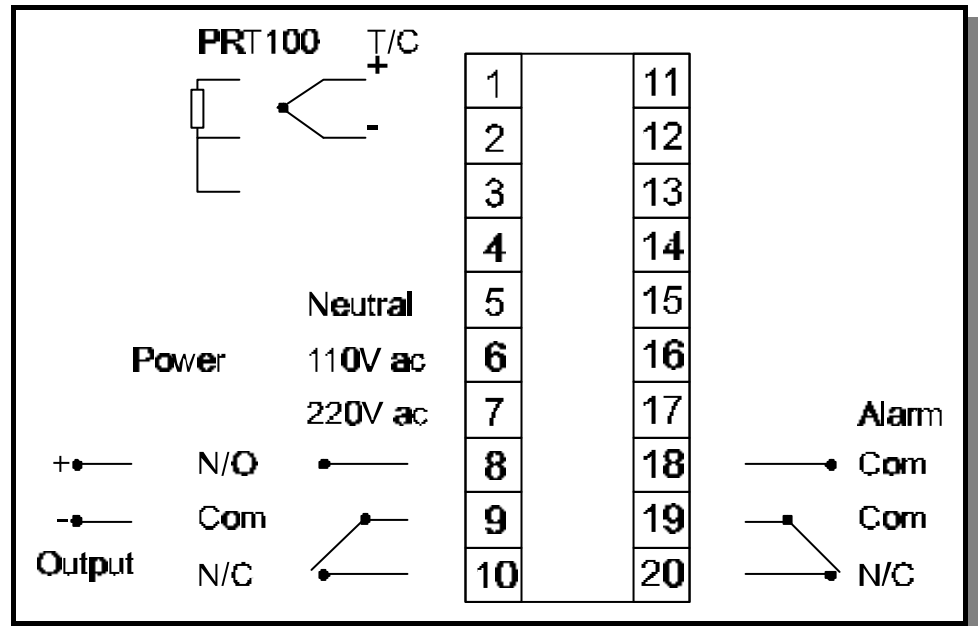 PRT100 T/C
+
1 11
-
2 12
3 13
4 14
Neutral 5 15
Power 110V ac 6 16
220V ac 7 17 Alarm
+ N/O 8 18 Com
- Com 9 19 Com
Output N/C 10 20 N/C